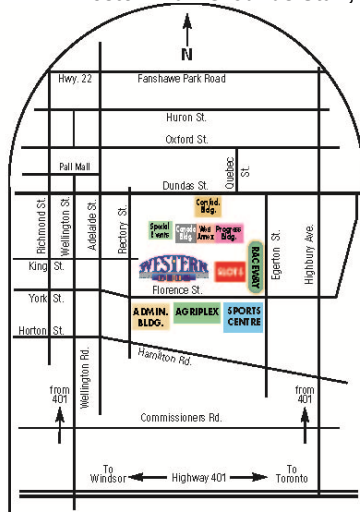 N
Hwy. 22 Fanshawe Park Road
Huron St.
Oxford St.
Pall Mall
Quebec St.
Dundas St.
Richmond St.
Wellington St.
Adelaide St.
Rectory St.
Confed. Bldg.
Special Events
Canada Bldg.
West Annex
Progress Bldg.
RACEWAY
Egerton St.
Highbury Ave.
King St.
WESTERN
SLOTS
Florence St.
York St.
ADMIN. BLDG.
AGRIPLEX
SPORTS CENTRE
Horton St.
Hamilton Rd.
from 401
Wellington Rd.
from 401
Commissioners Rd.
To Windsor
Highway 401
To Toronto